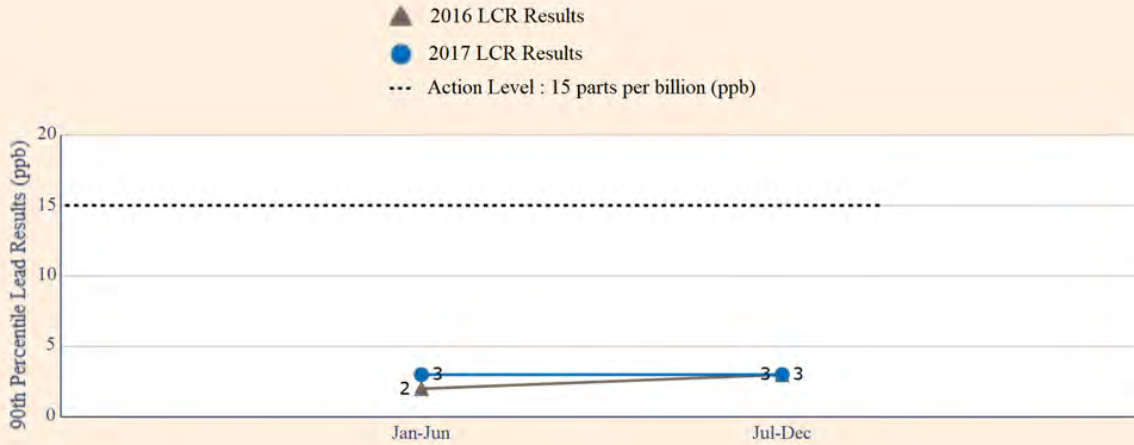 2016 LCR Results
2017 LCR Results
Action Level : 15 parts per billion (ppb)
90th Percentile Lead Results (ppb)
20
15
10
5
0
2
3
3
3
Jan-Jun
Jul-Dec